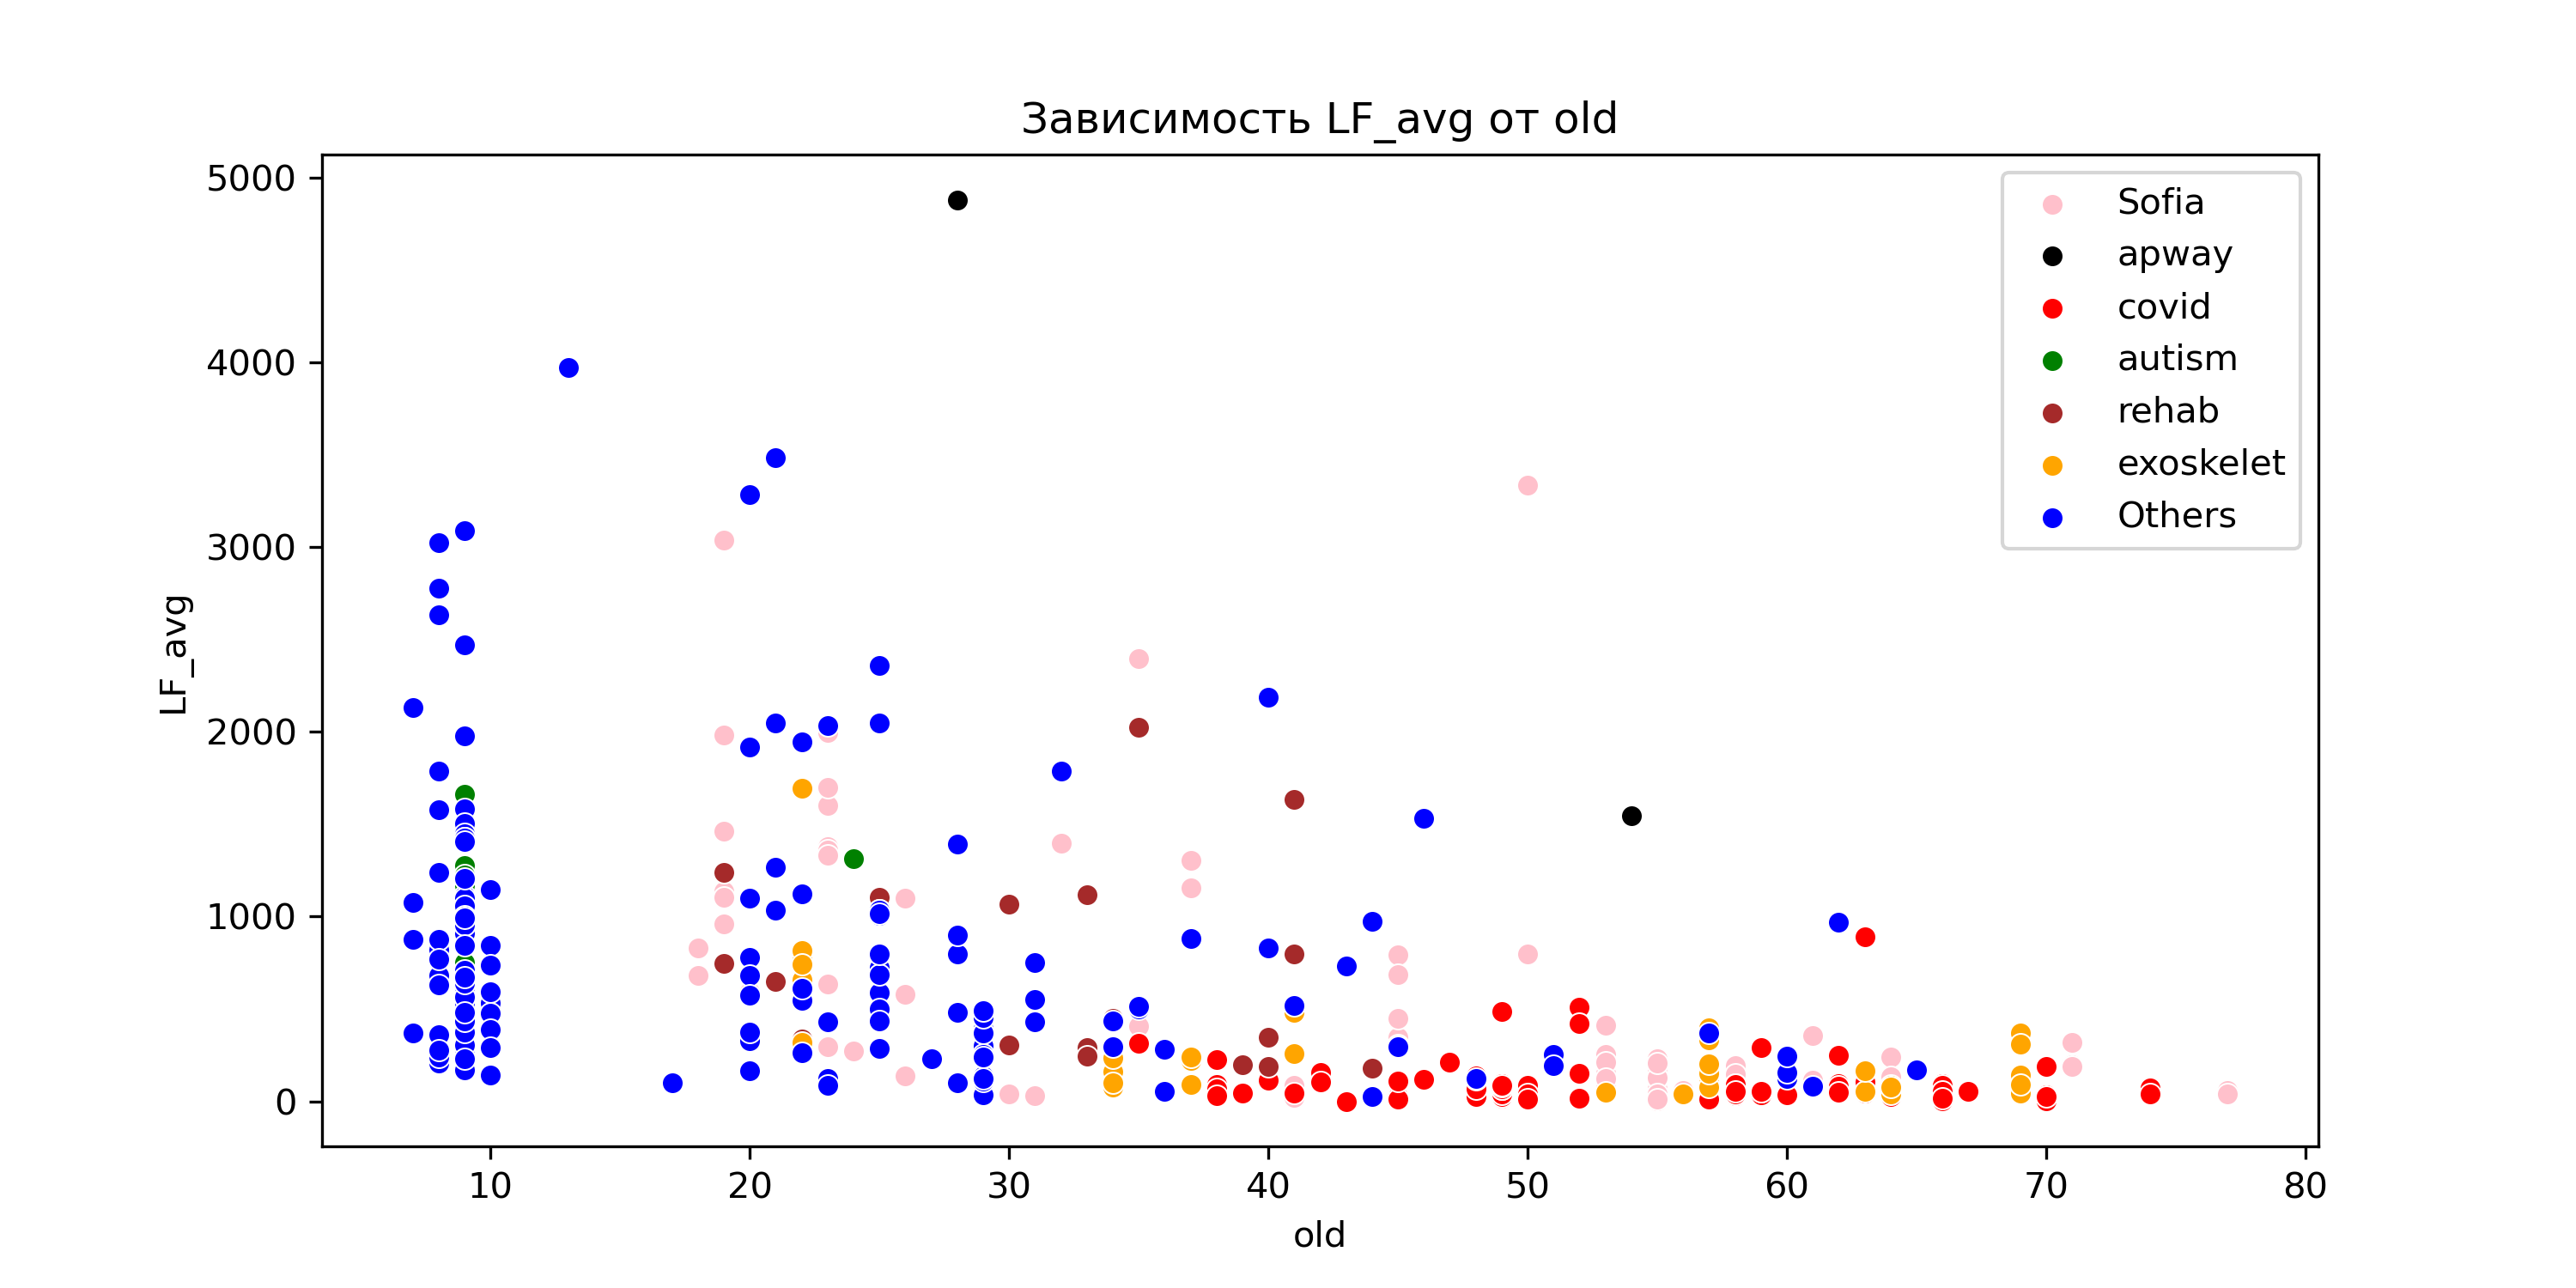 Зависимость LF_avg от old
5000
4000
3000
2000
1000
0
LF_avg
10 20 30 40 50 60 70 80
old
Sofia
apway
covid
autism
rehab
exoskelet
Others